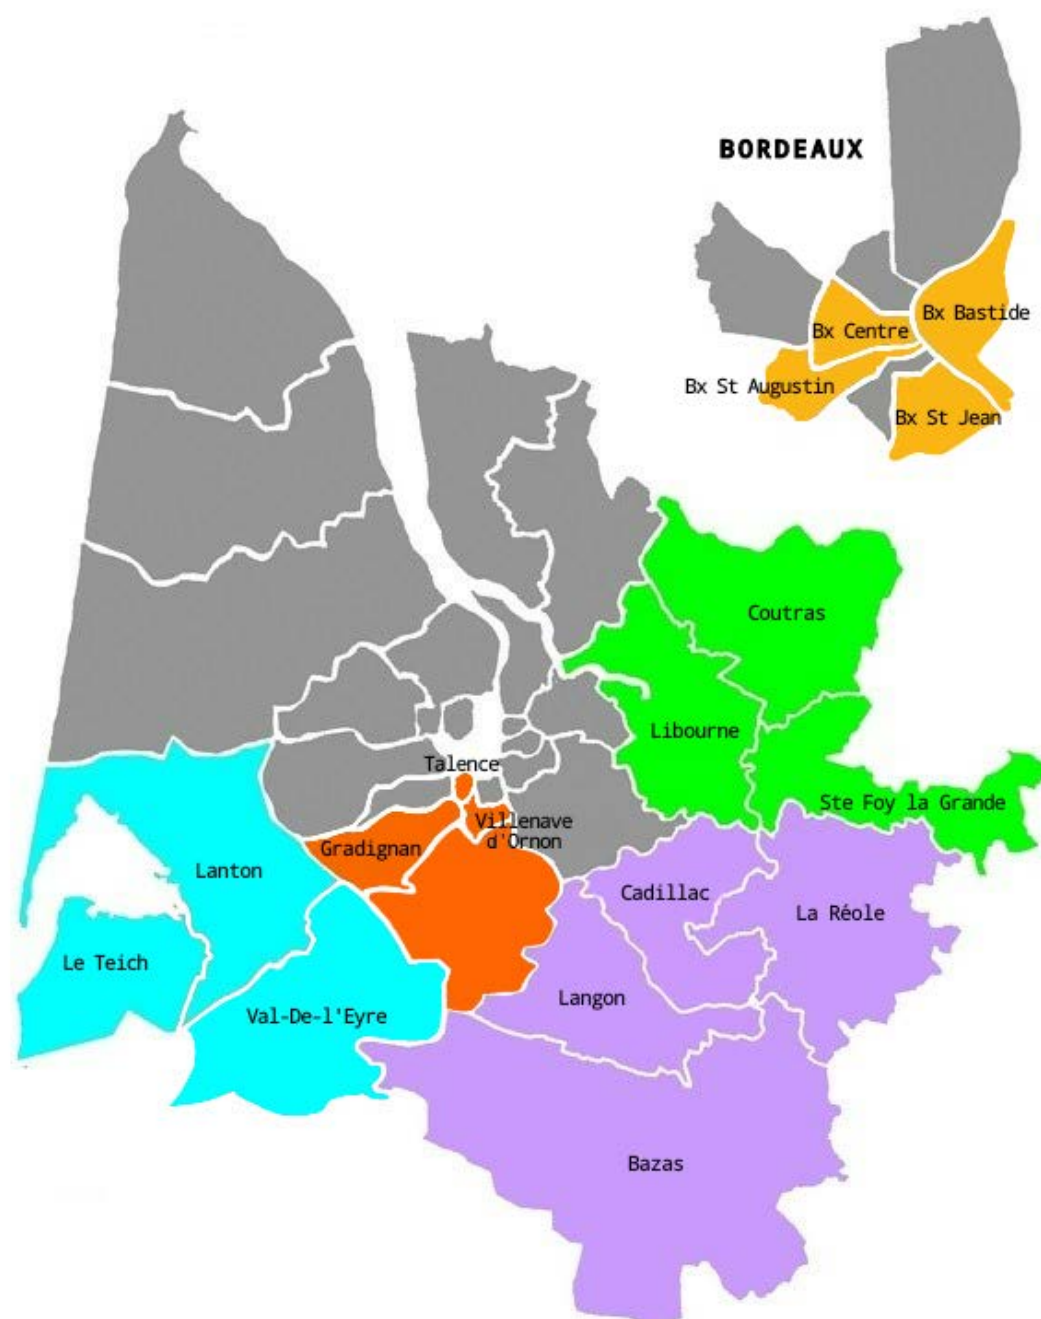 BORDEAUX
Bx Bastide
Bx Centre
Bx St Augustin
Bx St Jean
Coutras
Libourne
Talence
Ste Foy la Grande
Villenave
d'Ornon
Gradignan
Lanton
Cadillac
La Réole
Le Teich
Langon
Val-De-l'Eyre
Bazas